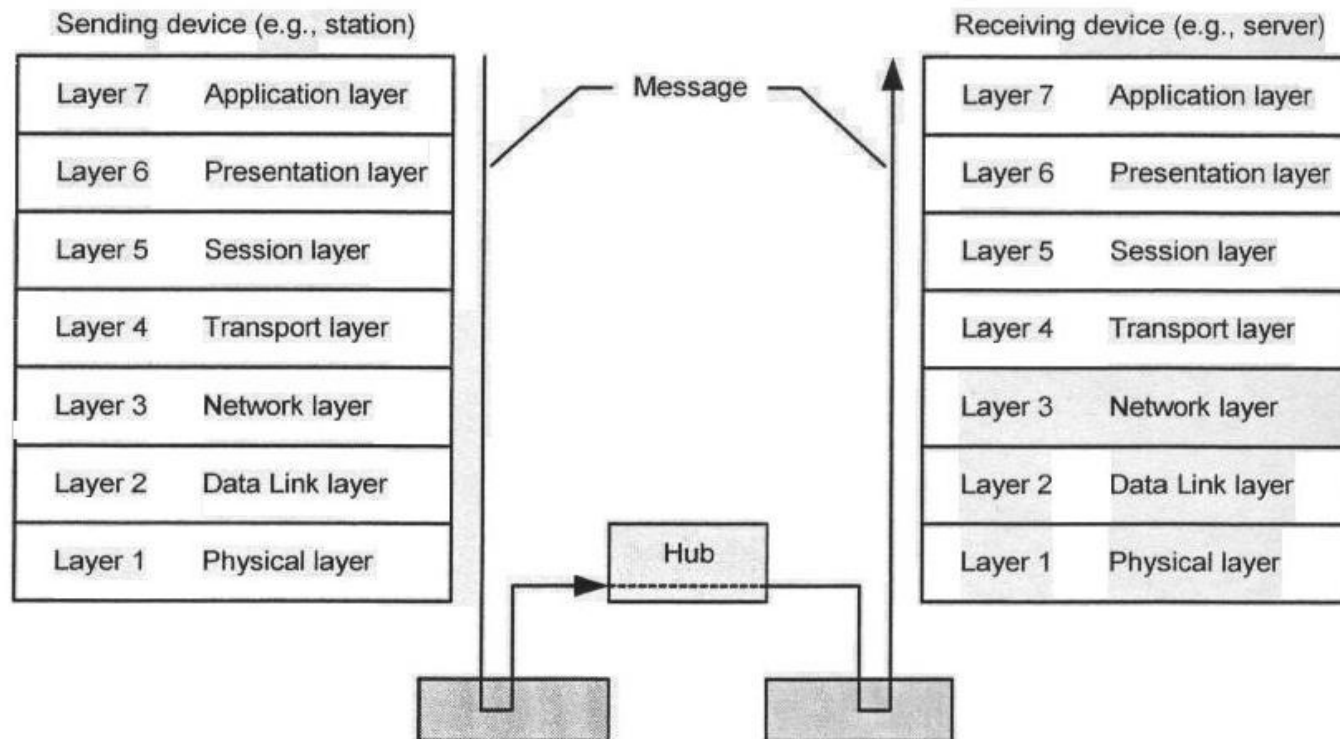 Sending device (e.g., station)
Layer 7 Application layer
Layer 6 Presentation layer
Layer 5 Session layer
Layer 4 Transport layer
Layer 3 Network layer
Layer 2 Data Link layer
Layer 1 Physical layer
Message
Hub
Receiving device (e.g., server)
Layer 7 Application layer
Layer 6 Presentation layer
Layer 5 Session layer
Layer 4 Transport layer
Layer 3 Network layer
Layer 2 Data Link layer
Layer 1 Physical layer